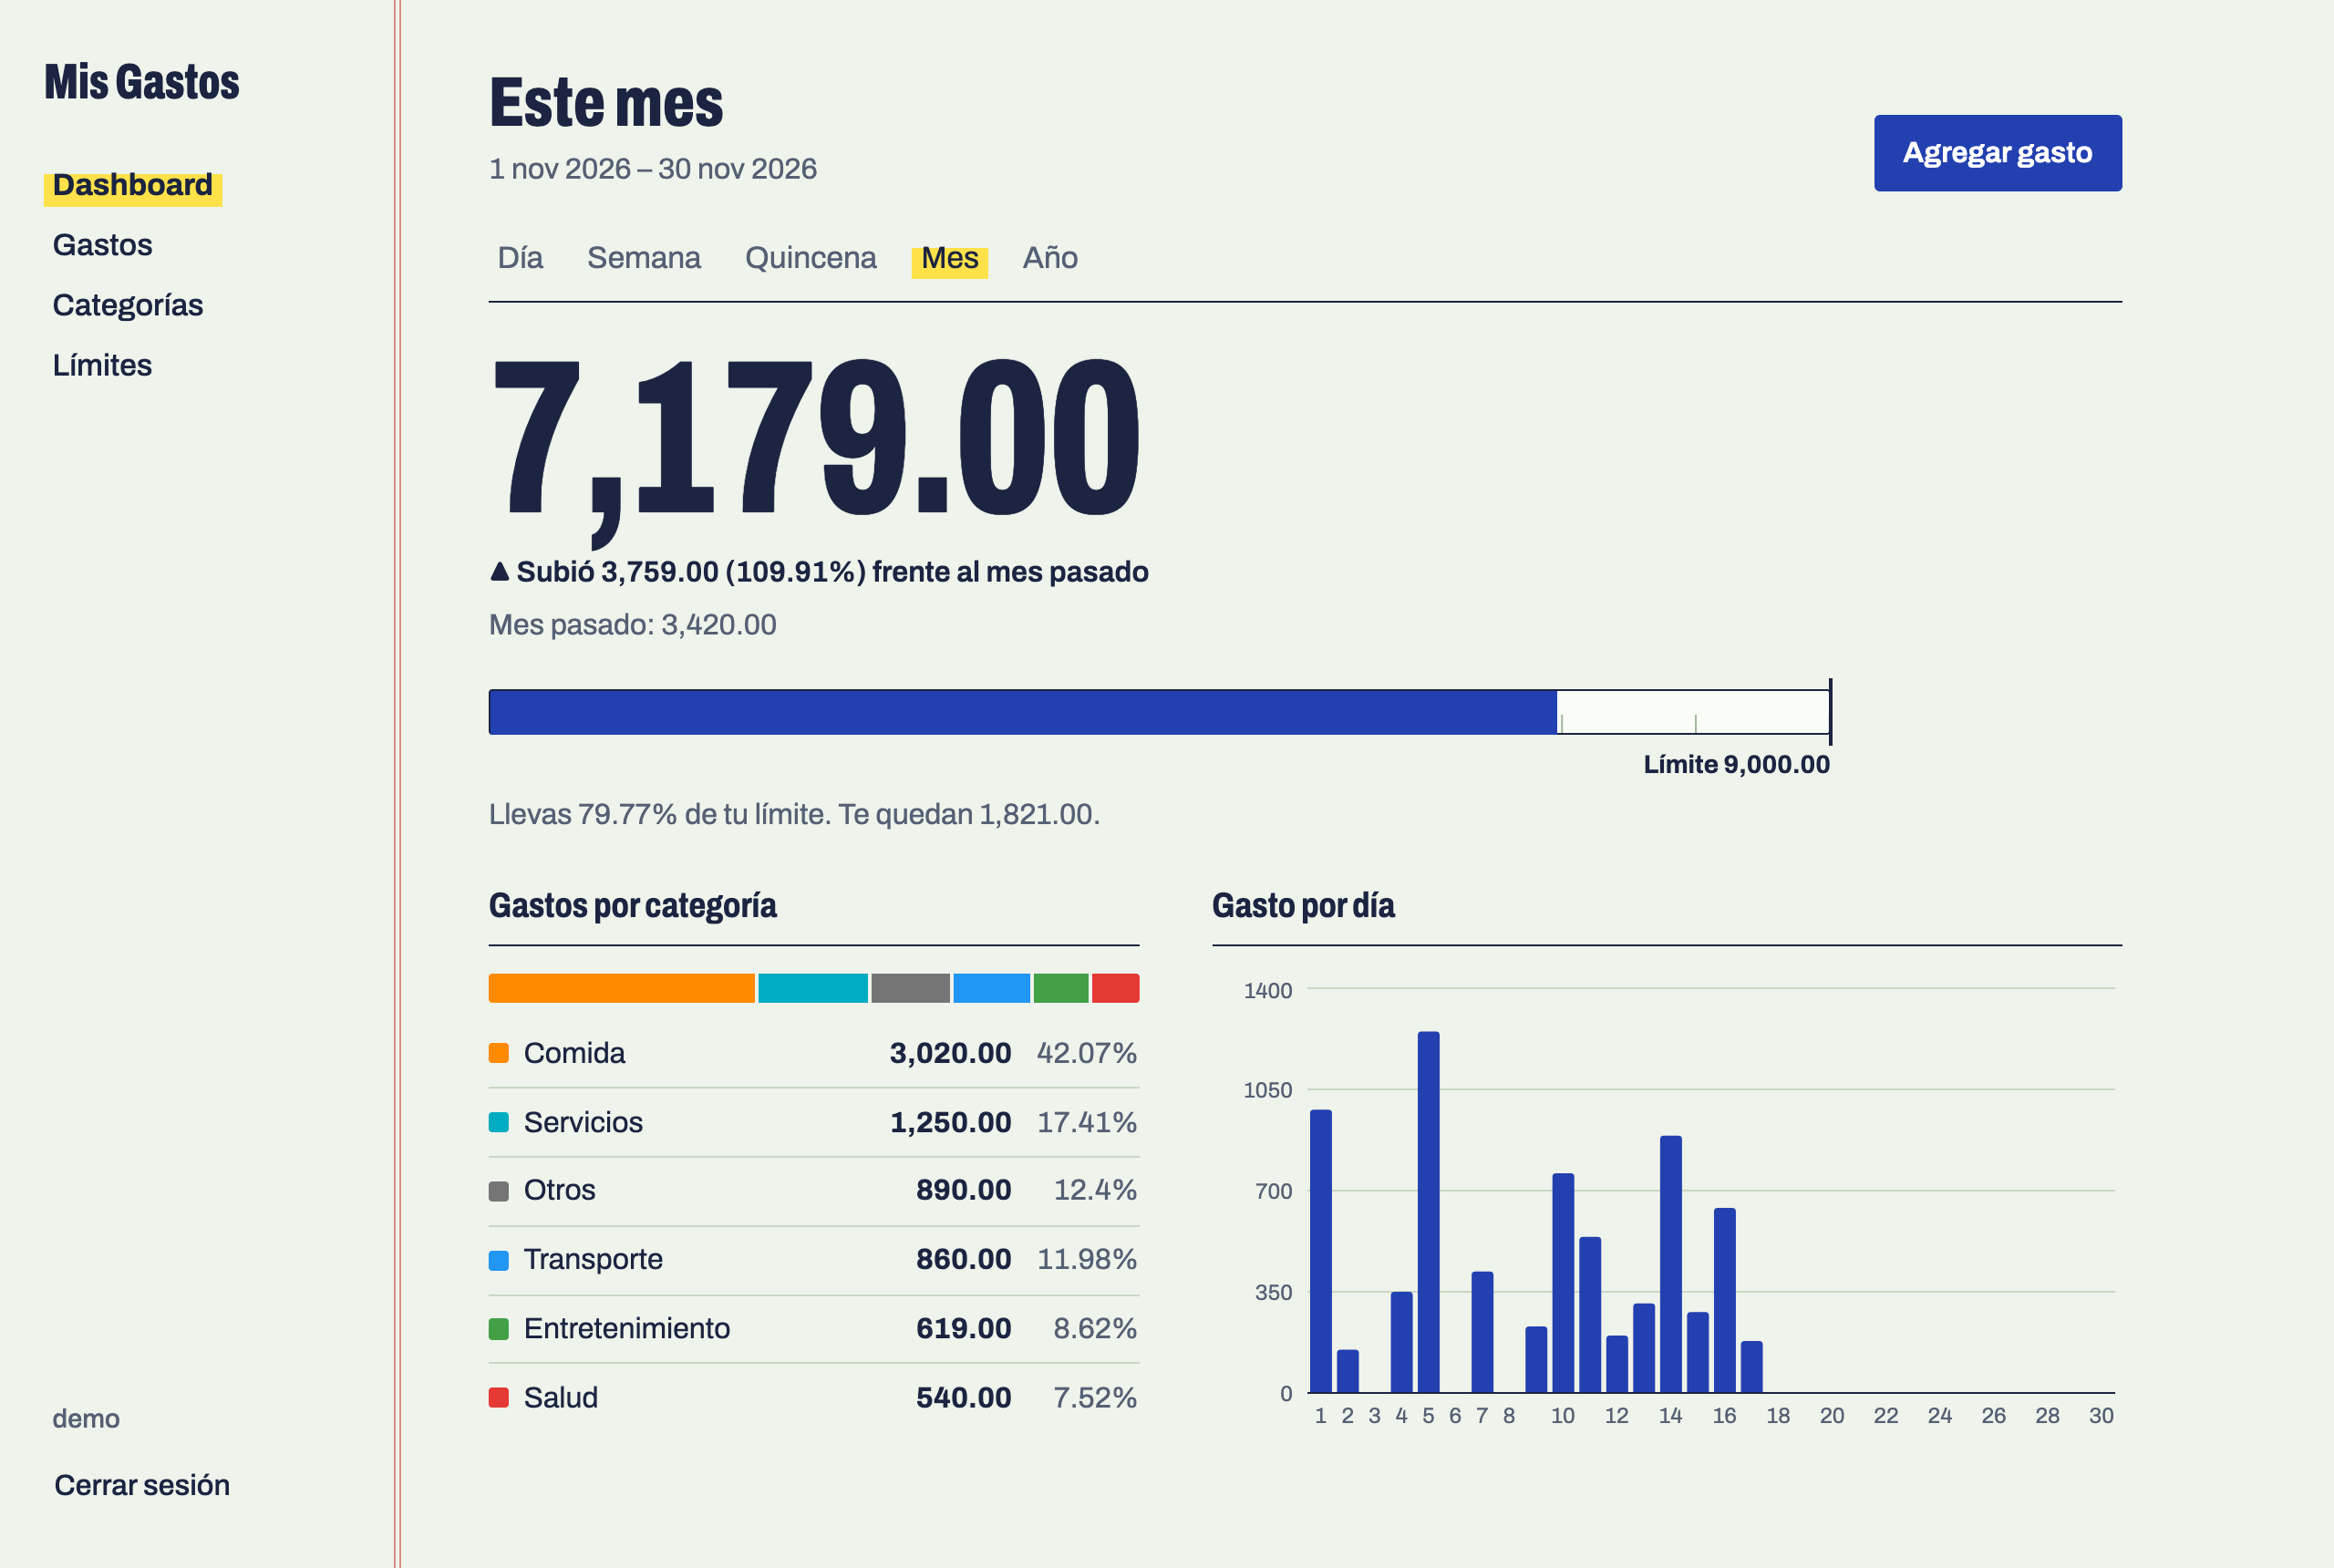 Mis Gastos
Dashboard
Gastos
Categorías
Límites
demo
Cerrar sesión
Este mes
1 nov 2026 – 30 nov 2026
Agregar gasto
Día Semana Quincena Mes Año
7,179.00
▲ Subió 3,759.00 (109.91%) frente al mes pasado
Mes pasado: 3,420.00
Límite 9,000.00
Llevas 79.77% de tu límite. Te quedan 1,821.00.
Gastos por categoría
Comida 3,020.00 42.07%
Servicios 1,250.00 17.41%
Otros 890.00 12.4%
Transporte 860.00 11.98%
Entretenimiento 619.00 8.62%
Salud 540.00 7.52%
Gasto por día
1400
1050
700
350
0
1 2 3 4 5 6 7 8 10 12 14 16 18 20 22 24 26 28 30